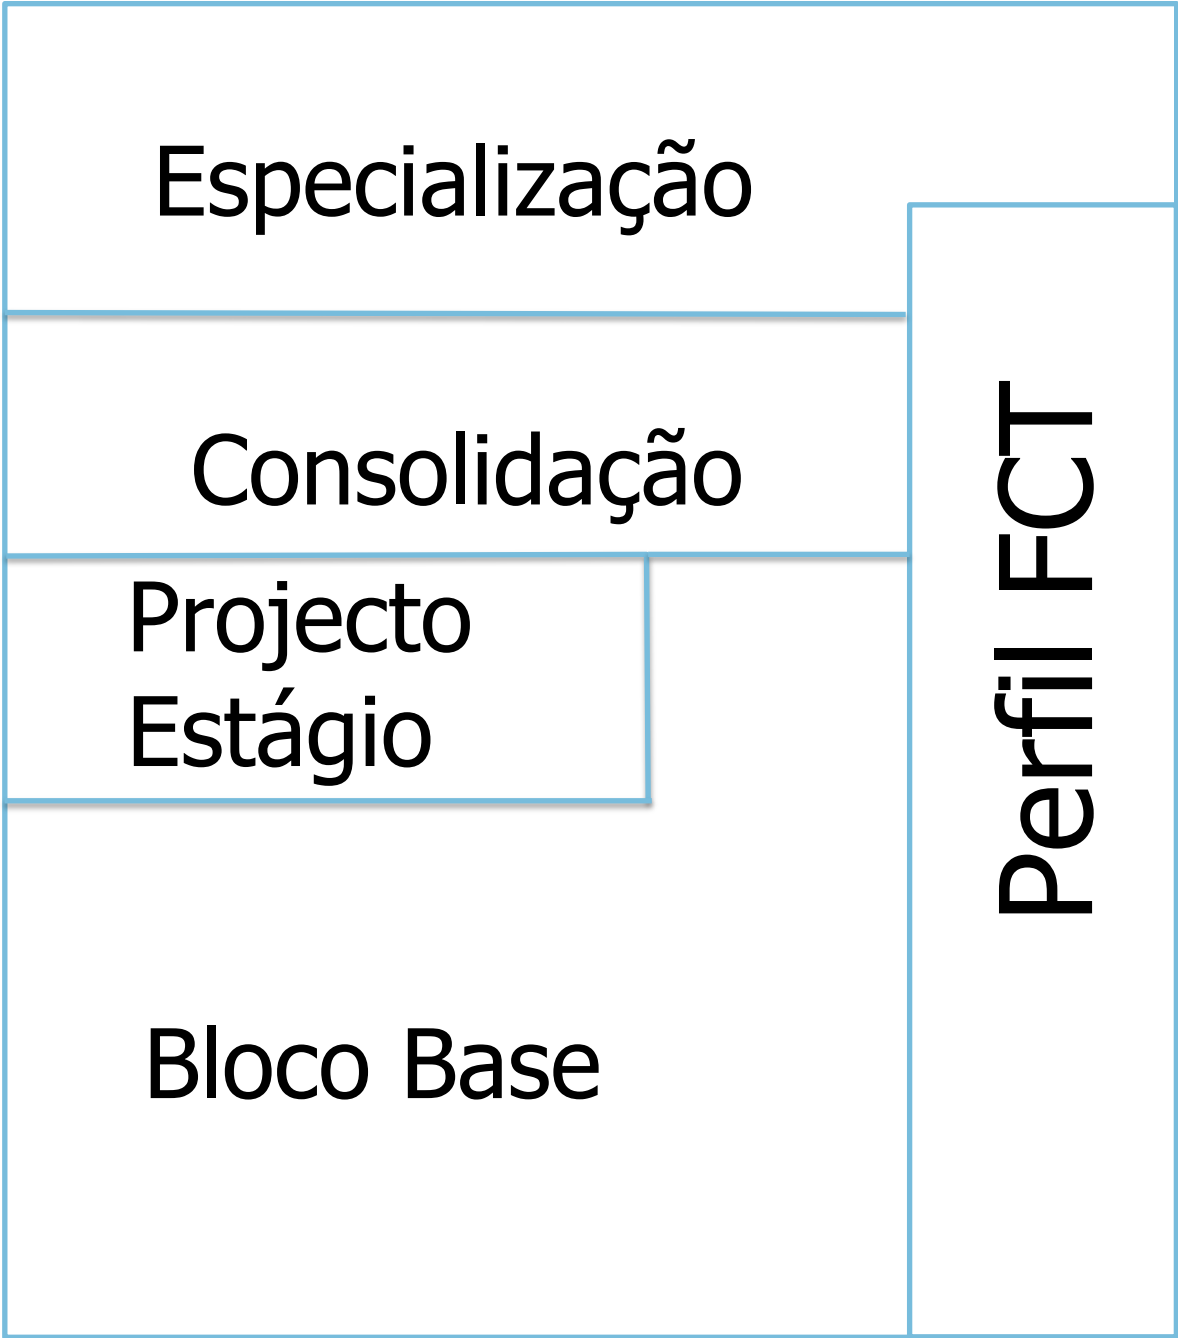 Especialização
Consolidação
Projecto
Estágio
Bloco Base
Perfil FCT